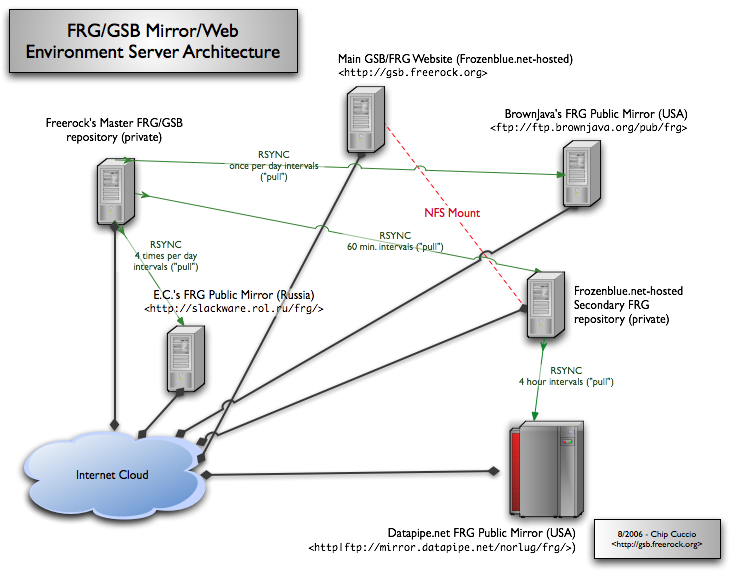 FRG/GSB Mirror/Web
Environment Server Architecture
Main GSB/FRG Website (Frozenblue.net-hosted)
<http://gsb.freerock.org>
Freerock's Master FRG/GSB
repository (private)
BrownJava's FRG Public Mirror (USA)
<ftp://ftp.brownjava.org/pub/frg>
RSYNC
once per day intervals
("pull")
NFS Mount
RSYNC
60 min. intervals ("pull")
RSYNC
4 times per day
intervals ("pull")
E.C.'s FRG Public Mirror (Russia)
<http://slackware.rol.ru/frg/>
Frozenblue.net-hosted
Secondary FRG
repository (private)
RSYNC
4 hour intervals ("pull")
Internet Cloud
Datapipe.net FRG Public Mirror (USA)
<http|ftp://mirror.datapipe.net/norlug/frg/>)
8/2006 - Chip Cuccio
<http://gsb.freerock.org>